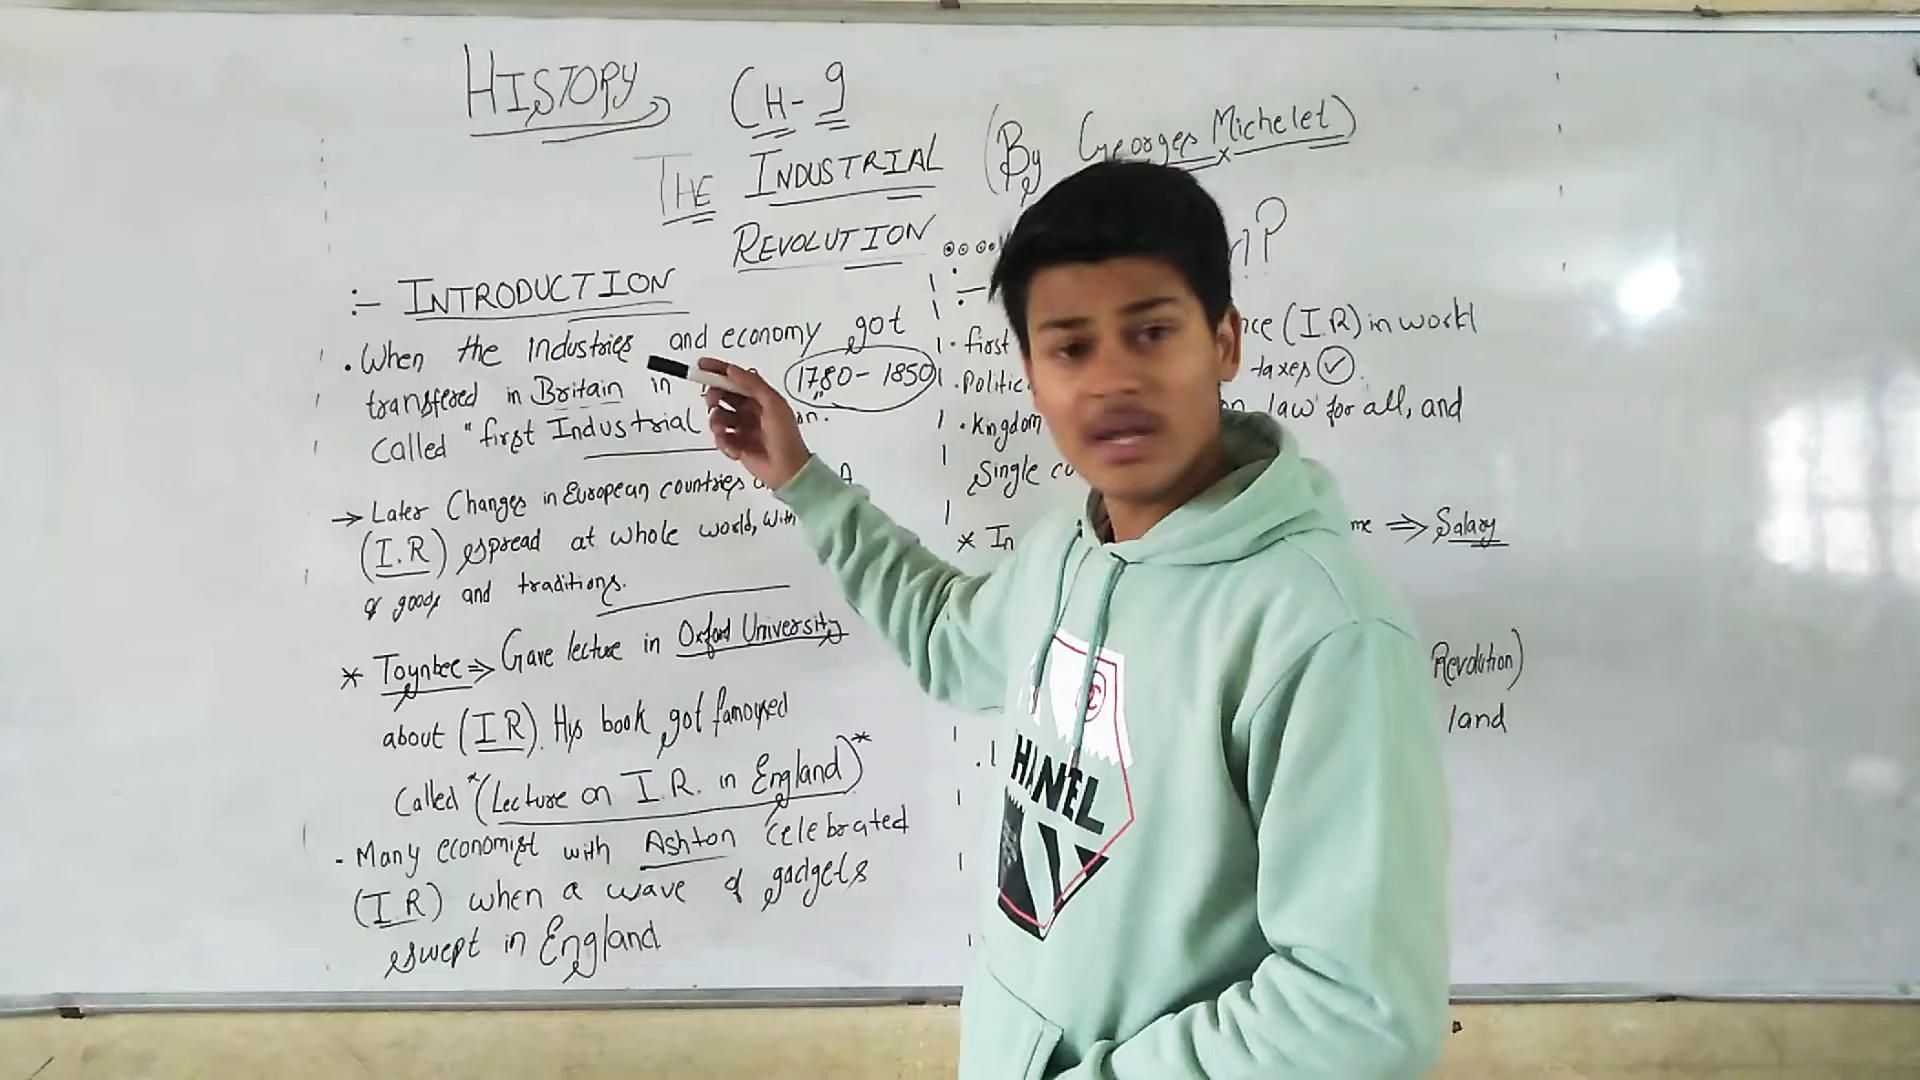 HISTORY CH-9
THE INDUSTRIAL (By Georges Michelet)
REVOLUTION
:- INTRODUCTION
. When the industries and economy got
transfered in Britain in 1780-1850
called "first Industrial
→ Later Changes in European countries
(I.R) spread at whole world, with
of goods and traditions.
* Toynbee ⇒ Gave lecture in Oxford University
about (I R). His book got famoused
called *(Lecture on I.R. in England)*
- Many economist with Ashton celebrated
(I R) when a wave of gadgets
swept in England
?
. first (I.R) in world
. Politic taxes ✓.
. Kngdom law' for all, and
Single
* In me ⇒ Salary
Revolution)
land
HANEL